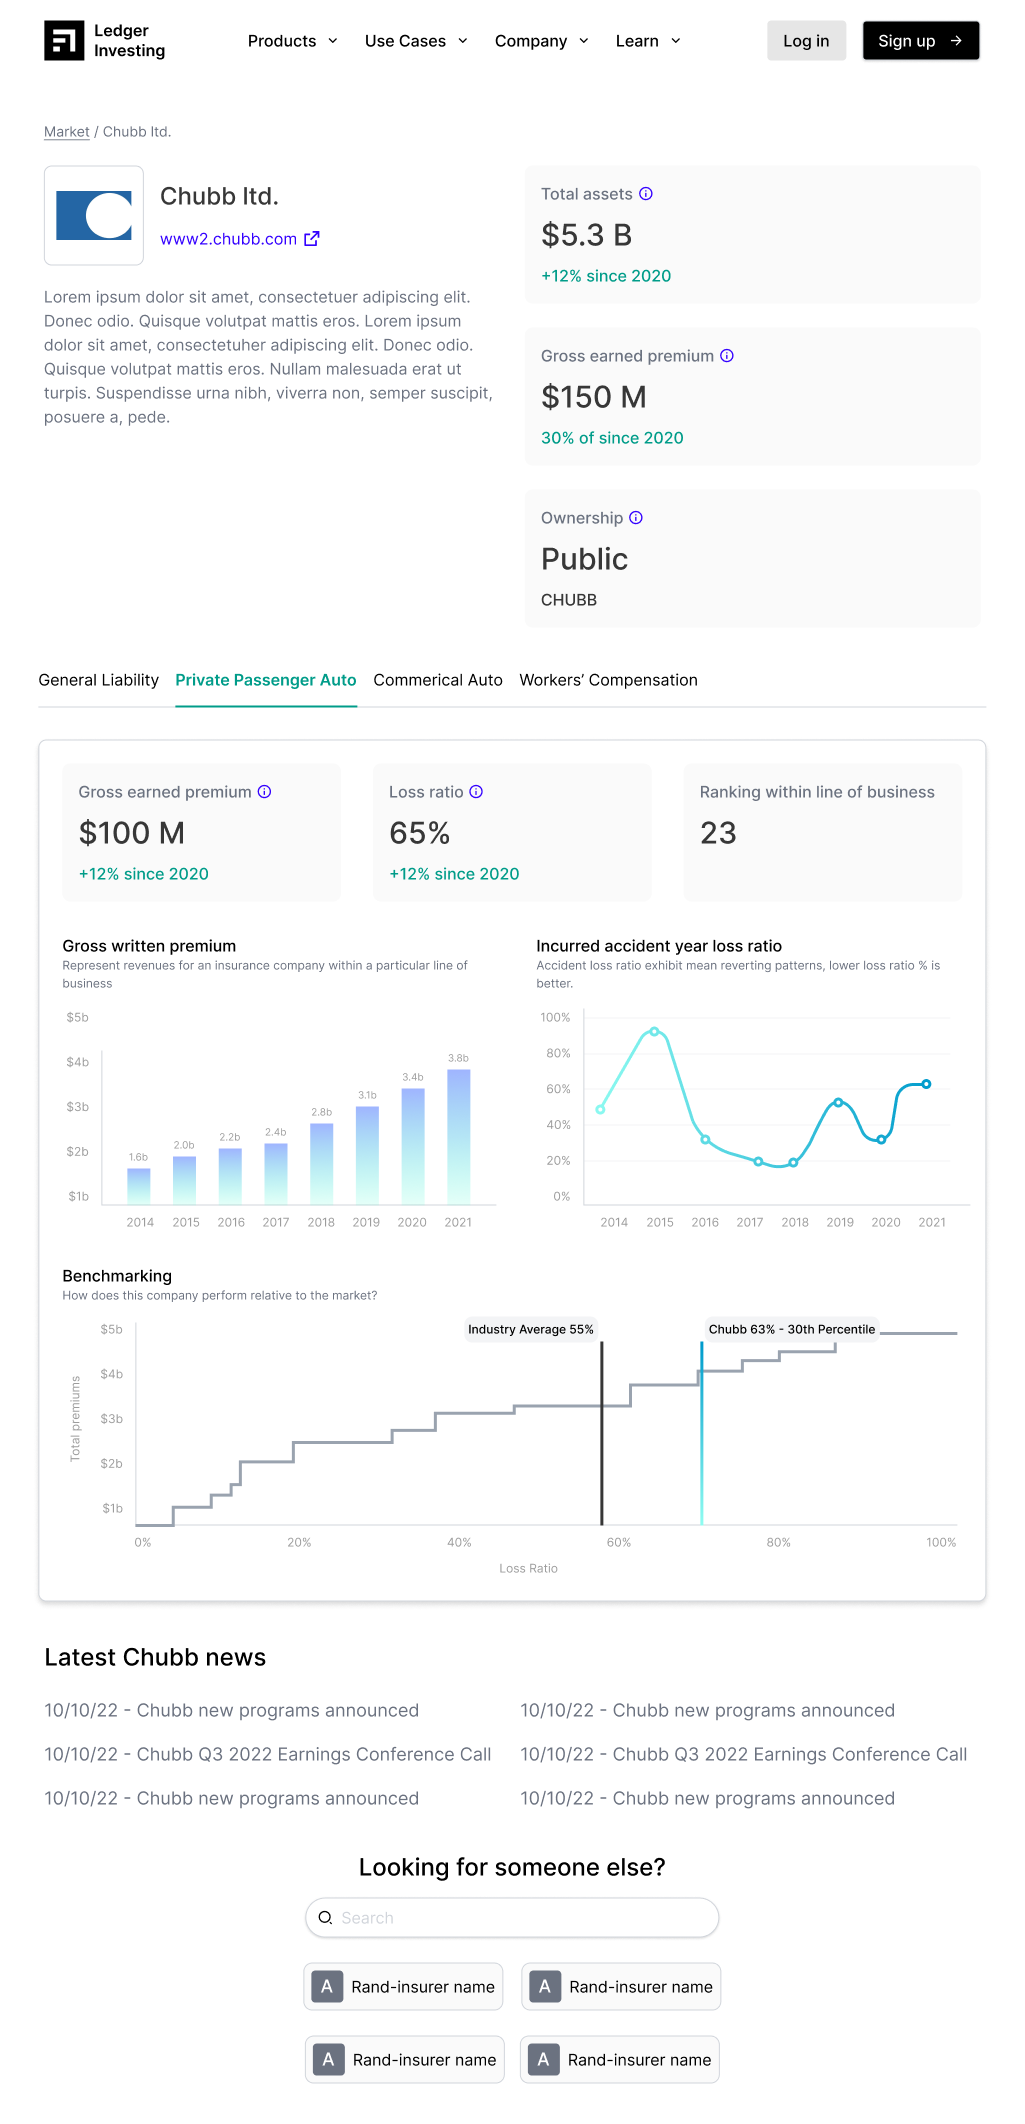 Ledger
Investing
Products
Use Cases
Company
Learn
Log in
Sign up
Market / Chubb ltd.
Chubb ltd.
www2.chubb.com
Lorem ipsum dolor sit amet, consectetuer adipiscing elit.
Donec odio. Quisque volutpat mattis eros. Lorem ipsum
dolor sit amet, consectetuher adipiscing elit. Donec odio.
Quisque volutpat mattis eros. Nullam malesuada erat ut
turpis. Suspendisse urna nibh, viverra non, semper suscipit,
posuere a, pede.
Total assets
$5.3 B
+12% since 2020
Gross earned premium
$150 M
30% of since 2020
Ownership
Public
CHUBB
General Liability
Private Passenger Auto
Commerical Auto
Workers’ Compensation
Gross earned premium
$100 M
+12% since 2020
Loss ratio
65%
+12% since 2020
Ranking within line of business
23
Gross written premium
Represent revenues for an insurance company within a particular line of
business
$5b
$4b
$3b
$2b
$1b
1.6b
2.0b
2.2b
2.4b
2.8b
3.1b
3.4b
3.8b
2014
2015
2016
2017
2018
2019
2020
2021
Incurred accident year loss ratio
Accident loss ratio exhibit mean reverting patterns, lower loss ratio % is
better.
100%
80%
60%
40%
20%
0%
2014
2015
2016
2017
2018
2019
2020
2021
Benchmarking
How does this company perform relative to the market?
Total premiums
$5b
$4b
$3b
$2b
$1b
Industry Average 55%
Chubb 63% - 30th Percentile
0%
20%
40%
60%
80%
100%
Loss Ratio
Latest Chubb news
10/10/22 - Chubb new programs announced
10/10/22 - Chubb Q3 2022 Earnings Conference Call
10/10/22 - Chubb new programs announced
10/10/22 - Chubb new programs announced
10/10/22 - Chubb Q3 2022 Earnings Conference Call
10/10/22 - Chubb new programs announced
Looking for someone else?
Search
A Rand-insurer name
A Rand-insurer name
A Rand-insurer name
A Rand-insurer name